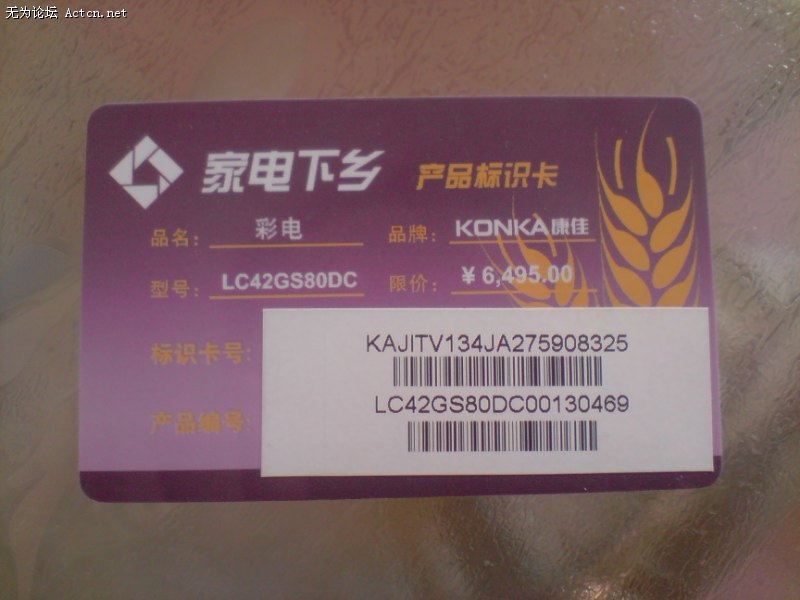 无为论坛 Actcn.net
家电下乡 产品标识卡
品名: 彩电 品牌: KONKA康佳
型号: LC42GS80DC 限价: ¥6,495.00
标识卡号: KAJITV134JA275908325
产品编号: LC42GS80DC00130469